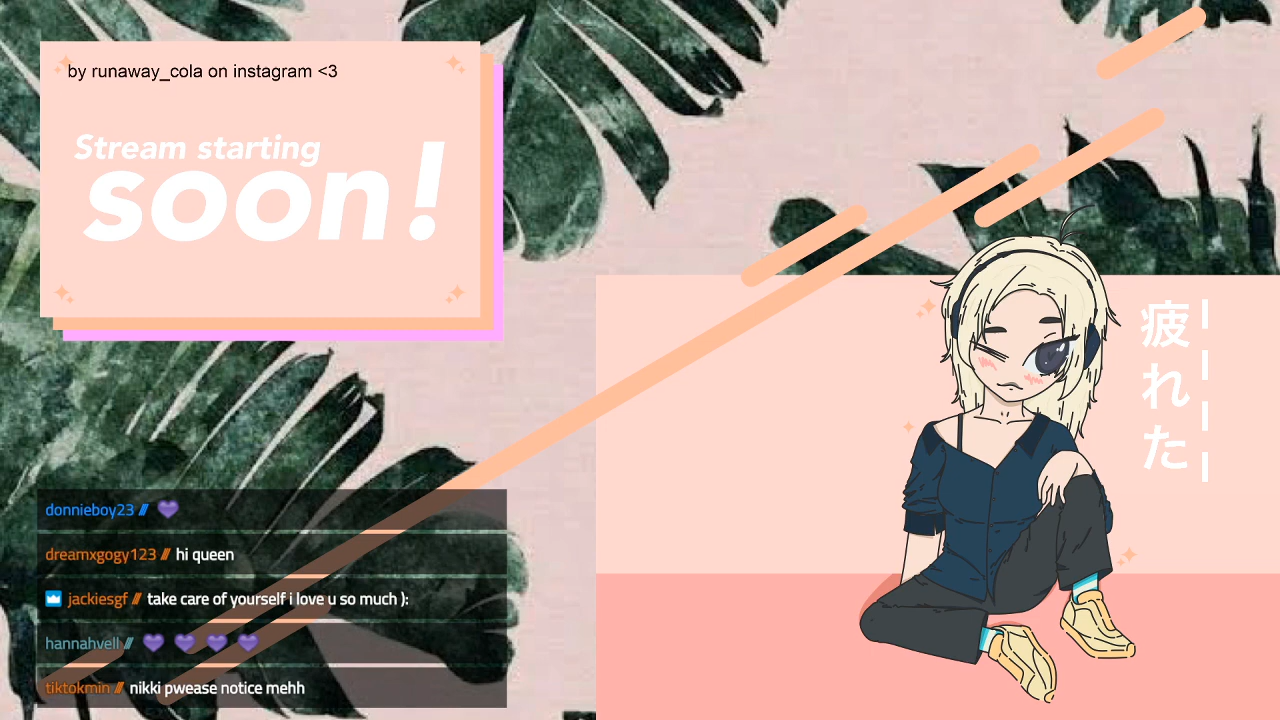 by runaway_cola on instagram <3
Stream starting
soon!
疲れた
donnieboy23 // 💜
dreamxgogy123 // hi queen
jackiesgf // take care of yourself i love u so much ):
hannahvell // 💜 💜 💜 💜
tiktokmin // nikki pwease notice mehh